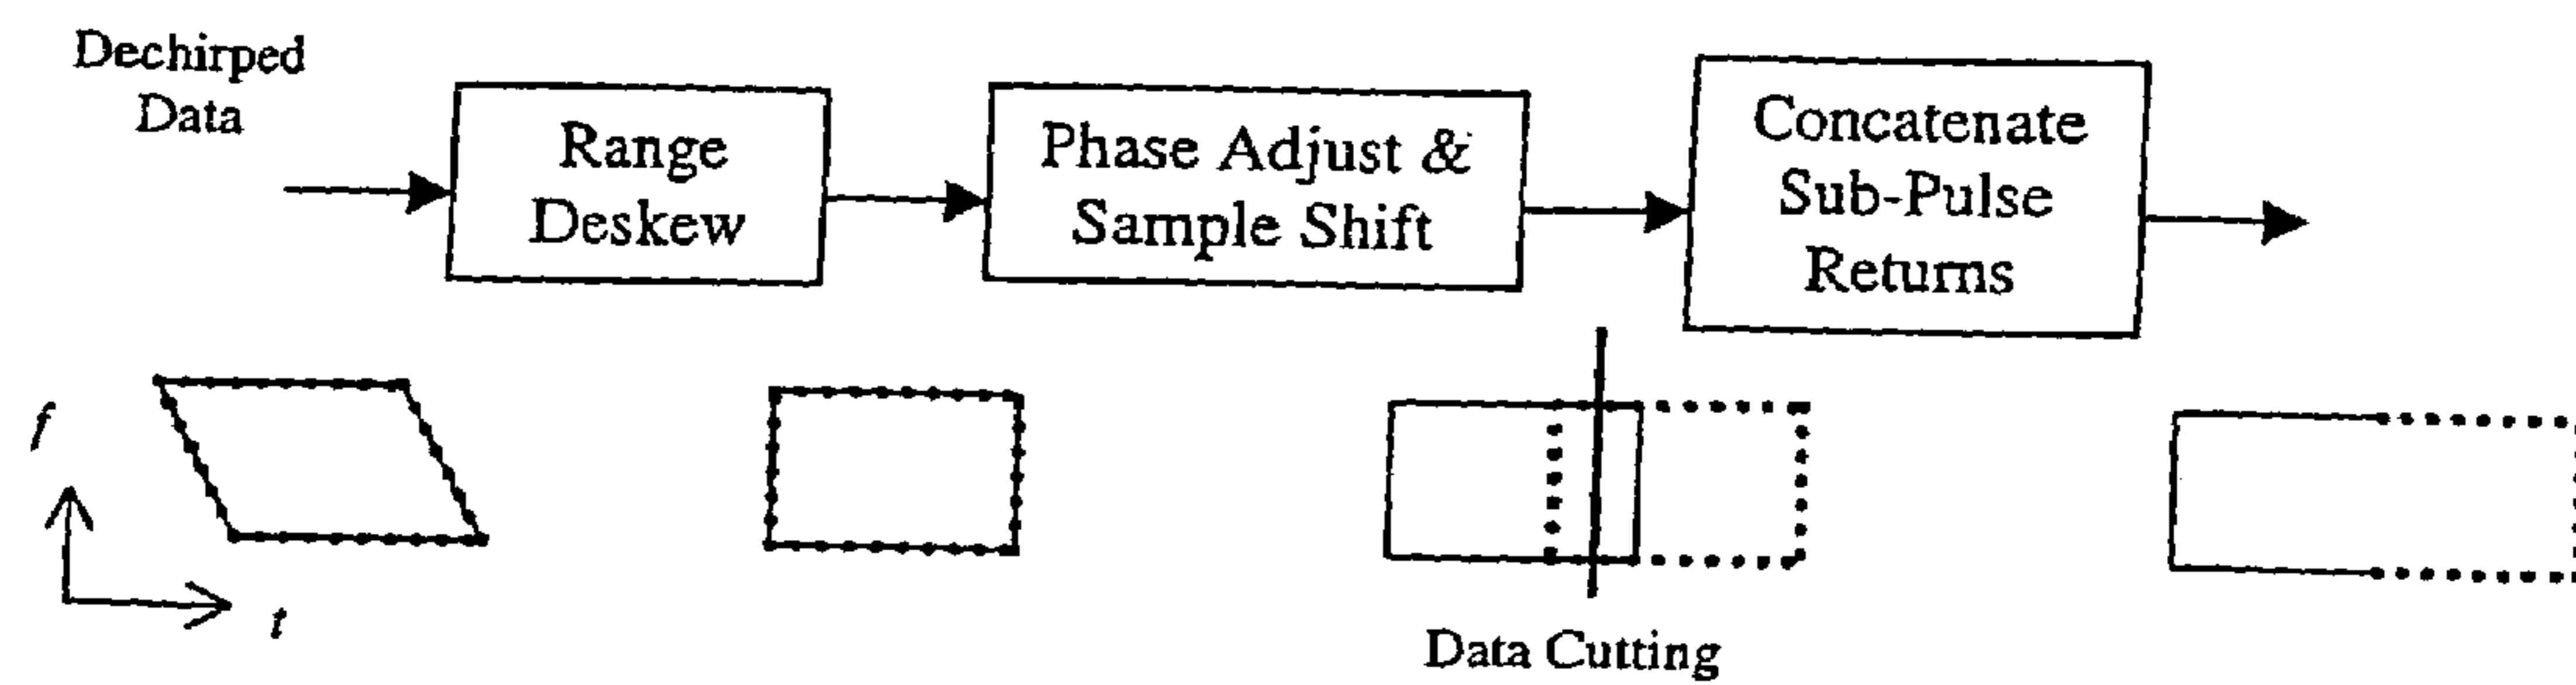 Dechirped
Data
Range
Deskew
Phase Adjust &
Sample Shift
Concatenate
Sub-Pulse
Returns
f
t
Data Cutting